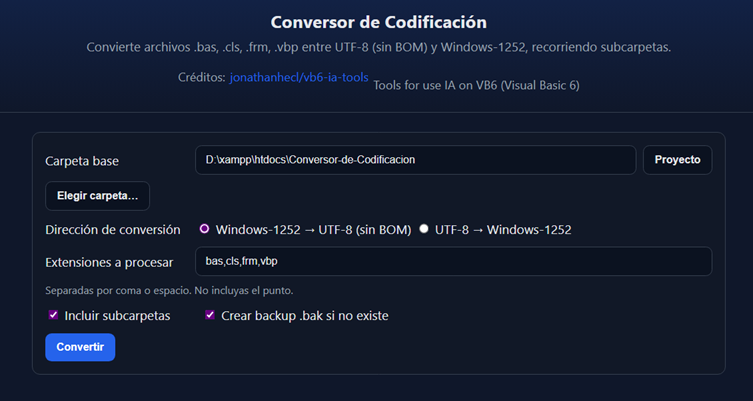 Conversor de Codificación
Convierte archivos .bas, .cls, .frm, .vbp entre UTF-8 (sin BOM) y Windows-1252, recorriendo subcarpetas.
Créditos: jonathanhecl/vb6-ia-tools Tools for use IA on VB6 (Visual Basic 6)
Carpeta base D:\xampp\htdocs\Conversor-de-Codificacion Proyecto
Elegir carpeta...
Dirección de conversión Windows-1252 → UTF-8 (sin BOM) UTF-8 → Windows-1252
Extensiones a procesar bas,cls,frm,vbp
Separadas por coma o espacio. No incluyas el punto.
Incluir subcarpetas Crear backup .bak si no existe
Convertir